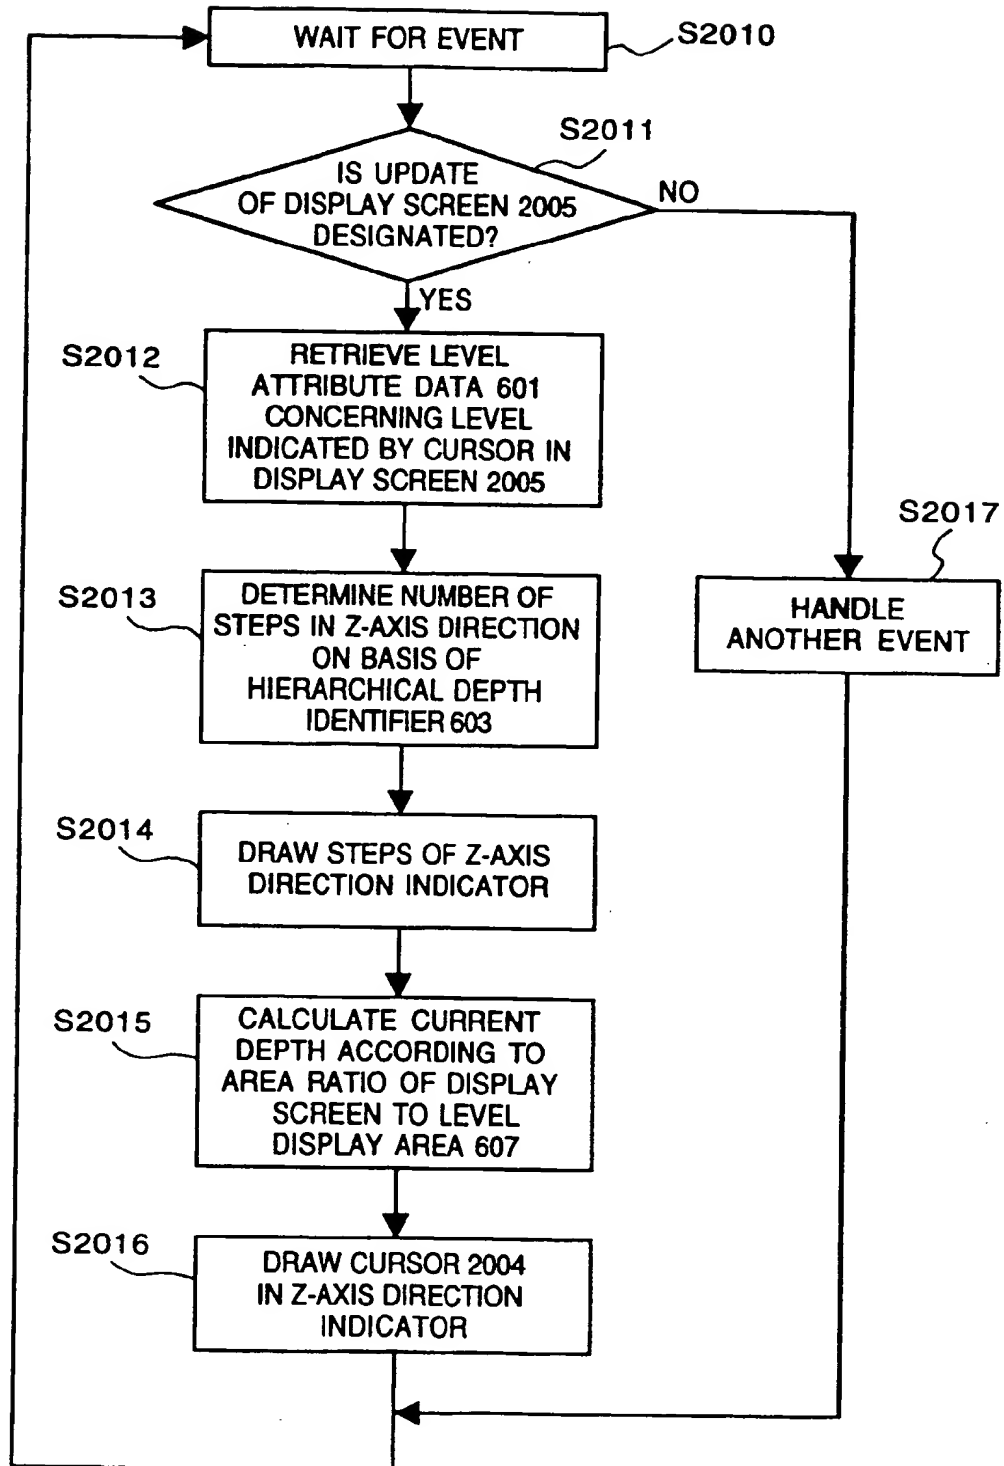 WAIT FOR EVENT
S2010
S2011
IS UPDATE
OF DISPLAY SCREEN 2005
DESIGNATED?
NO
YES
S2012
RETRIEVE LEVEL
ATTRIBUTE DATA 601
CONCERNING LEVEL
INDICATED BY CURSOR IN
DISPLAY SCREEN 2005
S2017
HANDLE
ANOTHER EVENT
S2013
DETERMINE NUMBER OF
STEPS IN Z-AXIS DIRECTION
ON BASIS OF
HIERARCHICAL DEPTH
IDENTIFIER 603
S2014
DRAW STEPS OF Z-AXIS
DIRECTION INDICATOR
S2015
CALCULATE CURRENT
DEPTH ACCORDING TO
AREA RATIO OF DISPLAY
SCREEN TO LEVEL
DISPLAY AREA 607
S2016
DRAW CURSOR 2004
IN Z-AXIS DIRECTION
INDICATOR